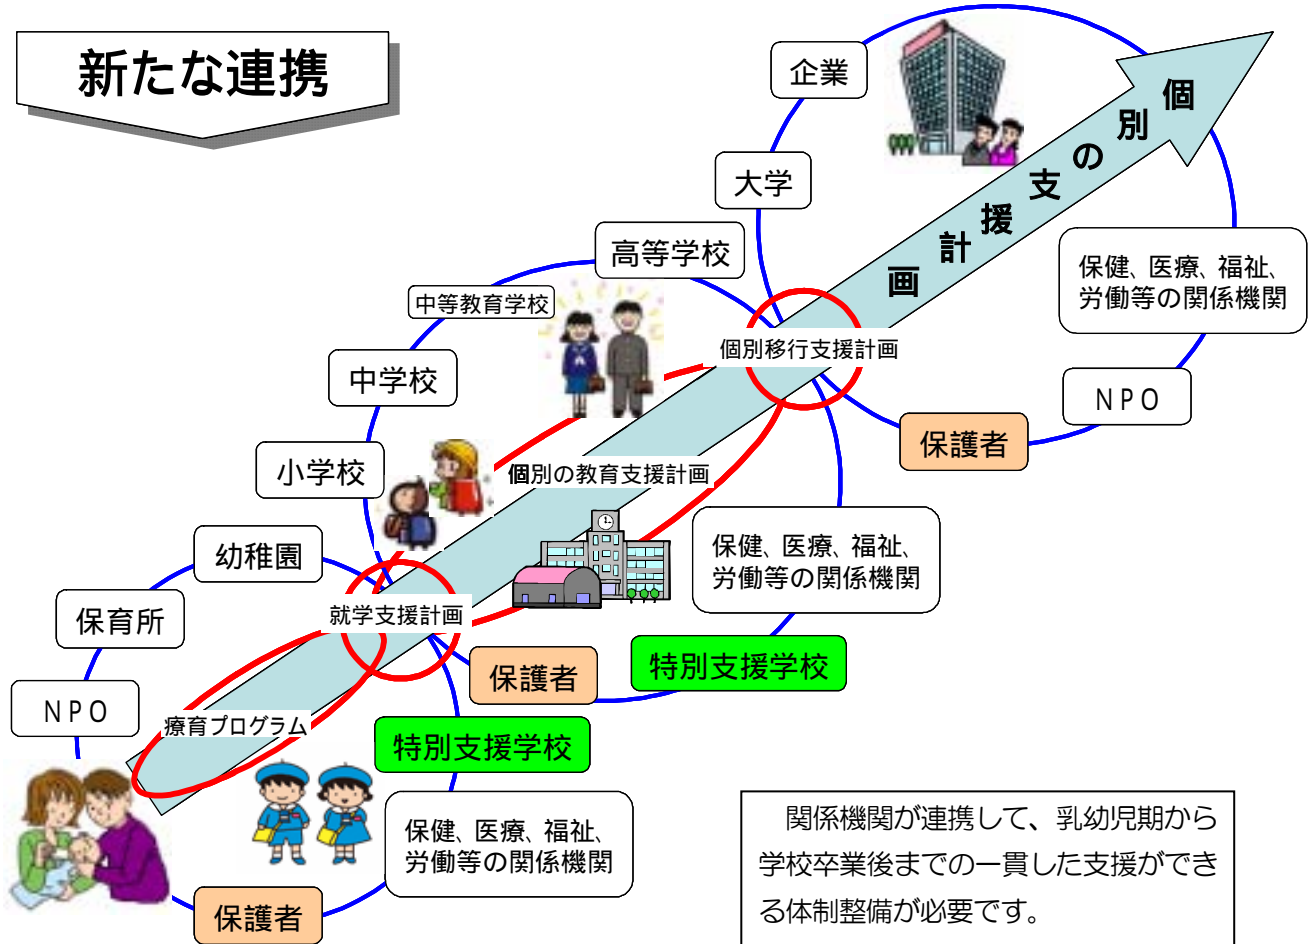 新たな連携
企業
大学
高等学校
中等教育学校
中学校
小学校
幼稚園
保育所
NPO
個別の支援計画
保健、医療、福祉、
労働等の関係機関
NPO
保護者
個別移行支援計画
個別の教育支援計画
保健、医療、福祉、
労働等の関係機関
特別支援学校
保護者
就学支援計画
療育プログラム
特別支援学校
保健、医療、福祉、
労働等の関係機関
保護者
関係機関が連携して、乳幼児期から
学校卒業後までの一貫した支援ができ
る体制整備が必要です。